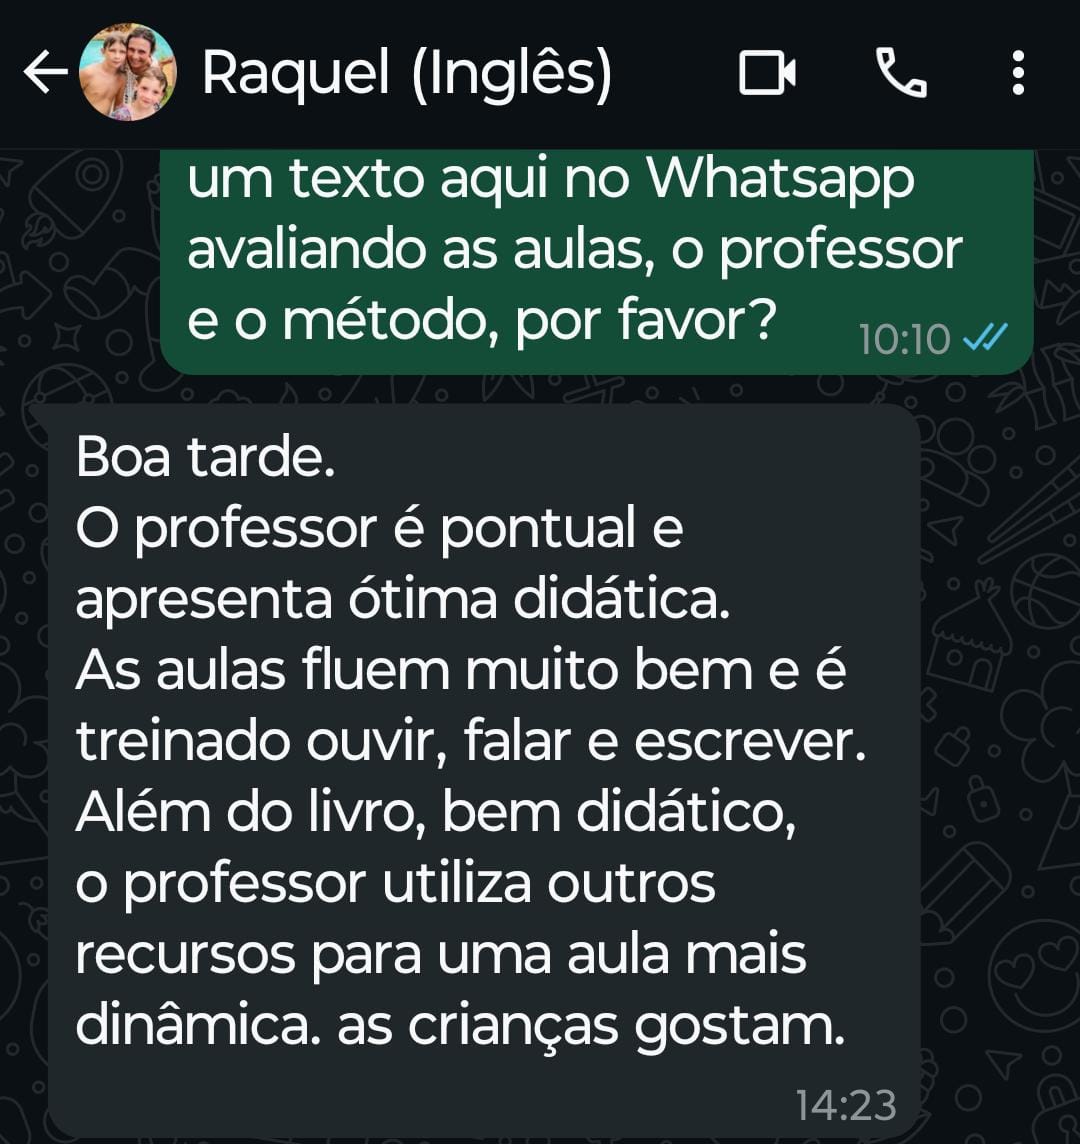 Raquel (Inglês)
um texto aqui no Whatsapp
avaliando as aulas, o professor
e o método, por favor?
10:10
Boa tarde.
O professor é pontual e
apresenta ótima didática.
As aulas fluem muito bem e é
treinado ouvir, falar e escrever.
Além do livro, bem didático,
o professor utiliza outros
recursos para uma aula mais
dinâmica. as crianças gostam.
14:23